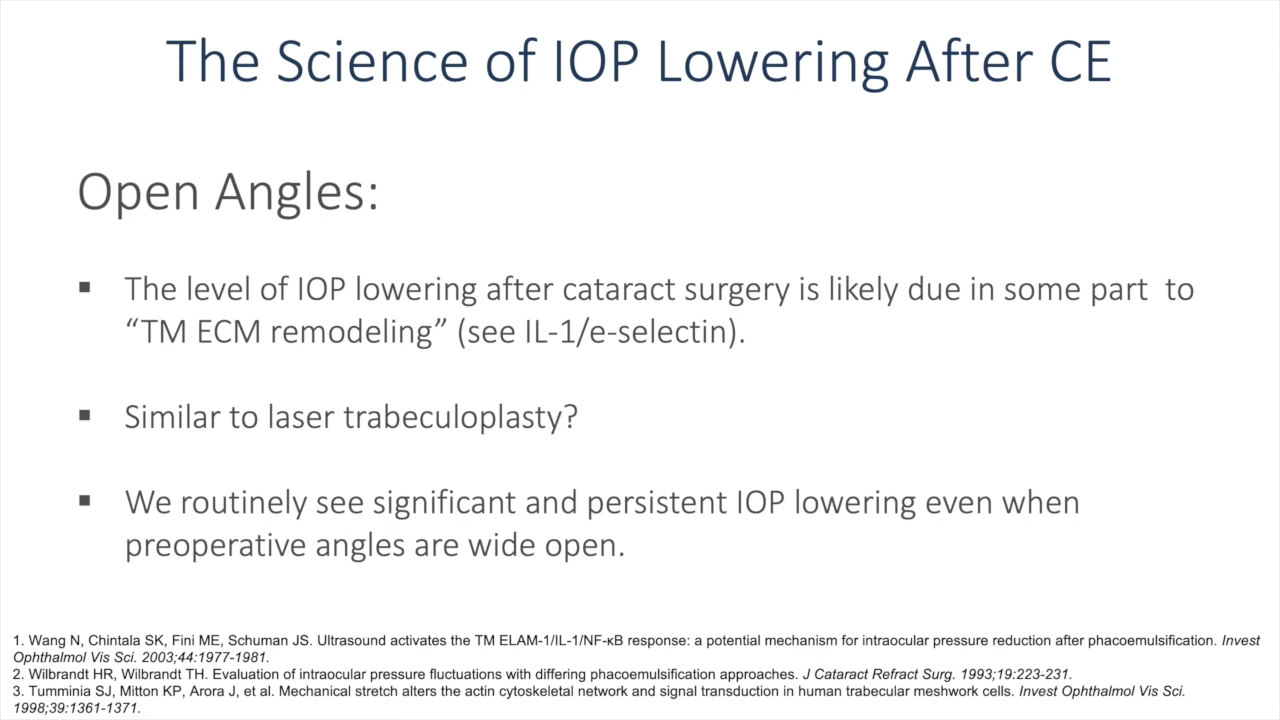 The Science of IOP Lowering After CE
Open Angles:
▪ The level of IOP lowering after cataract surgery is likely due in some part to
“TM ECM remodeling” (see IL-1/e-selectin).
▪ Similar to laser trabeculoplasty?
▪ We routinely see significant and persistent IOP lowering even when
preoperative angles are wide open.
1. Wang N, Chintala SK, Fini ME, Schuman JS. Ultrasound activates the TM ELAM-1/IL-1/NF-κB response: a potential mechanism for intraocular pressure reduction after phacoemulsification. Invest
Ophthalmol Vis Sci. 2003;44:1977-1981.
2. Wilbrandt HR, Wilbrandt TH. Evaluation of intraocular pressure fluctuations with differing phacoemulsification approaches. J Cataract Refract Surg. 1993;19:223-231.
3. Tumminia SJ, Mitton KP, Arora J, et al. Mechanical stretch alters the actin cytoskeletal network and signal transduction in human trabecular meshwork cells. Invest Ophthalmol Vis Sci.
1998;39:1361-1371.